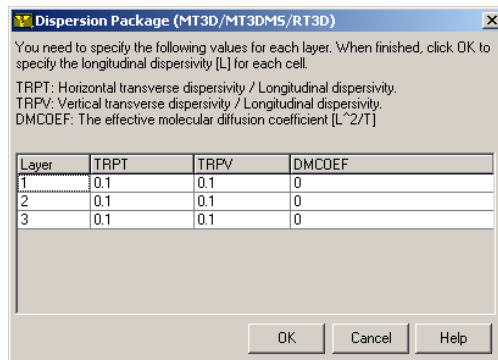 Dispersion Package (MT3D/MT3DMS/RT3D)
You need to specify the following values for each layer. When finished, click OK to
specify the longitudinal dispersivity [L] for each cell.
TRPT: Horizontal transverse dispersivity / Longitudinal dispersivity.
TRPV: Vertical transverse dispersivity / Longitudinal dispersivity.
DMCOEF: The effective molecular diffusion coefficient [L^2/T]
Layer TRPT TRPV DMCOEF
1 0.1 0.1 0
2 0.1 0.1 0
3 0.1 0.1 0
OK Cancel Help